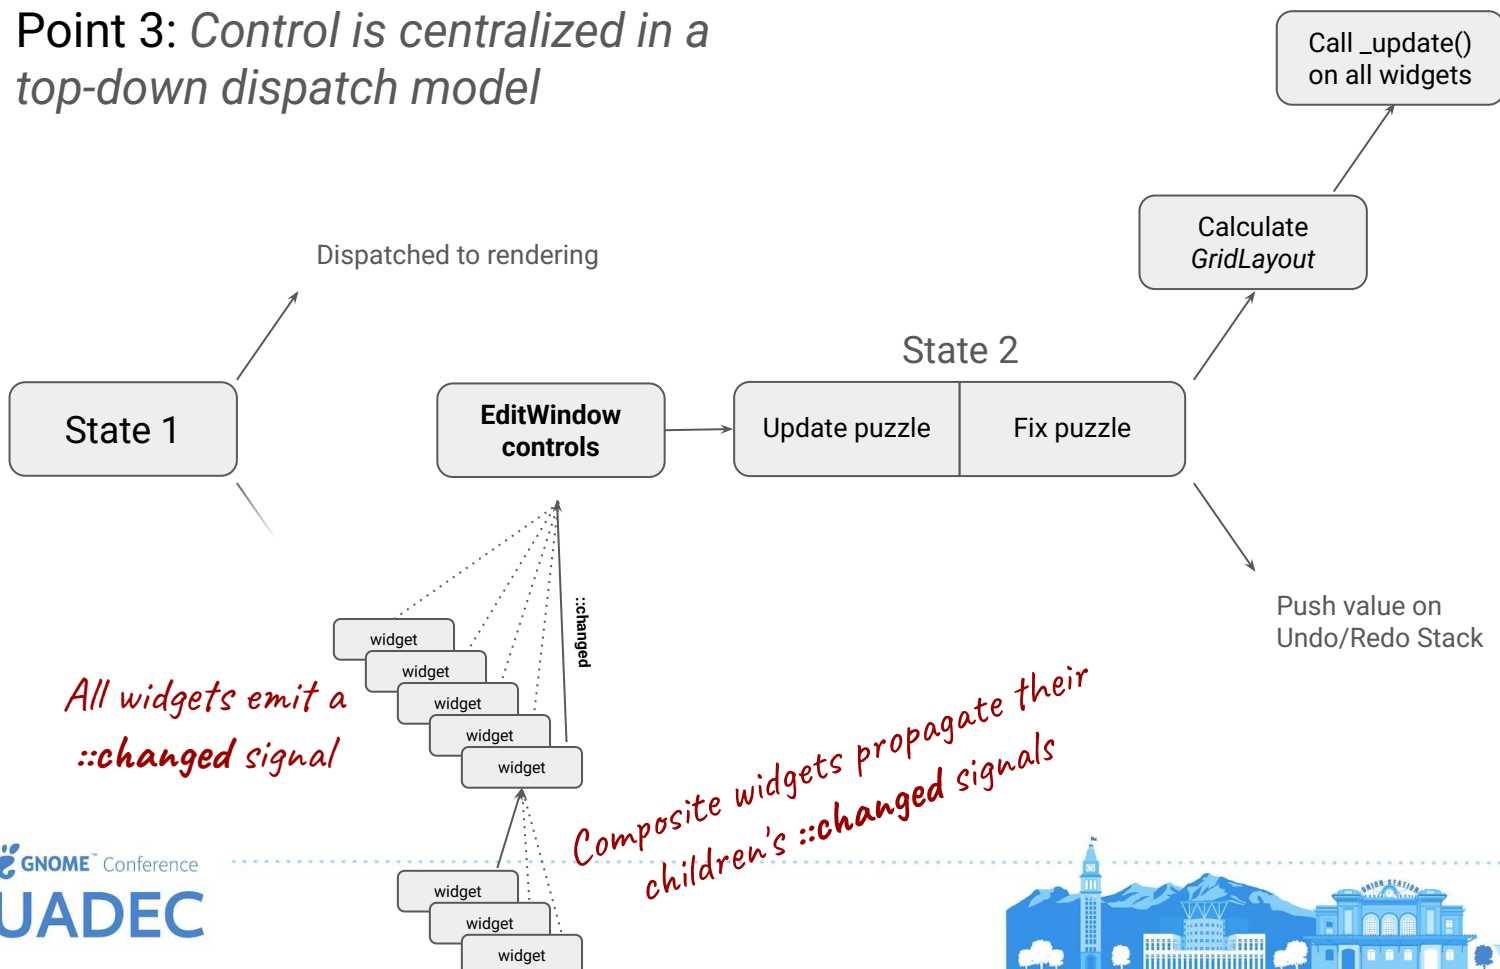 Point 3: Control is centralized in a
top-down dispatch model
Call _update()
on all widgets
Calculate
GridLayout
Dispatched to rendering
State 2
State 1
EditWindow
controls
Update puzzle
Fix puzzle
::changed
Push value on
Undo/Redo Stack
widget
widget
widget
widget
widget
All widgets emit a
::changed signal
Composite widgets propagate their
children's ::changed signals
widget
widget
widget
GNOME™ Conference
UADEC
UNION STATION